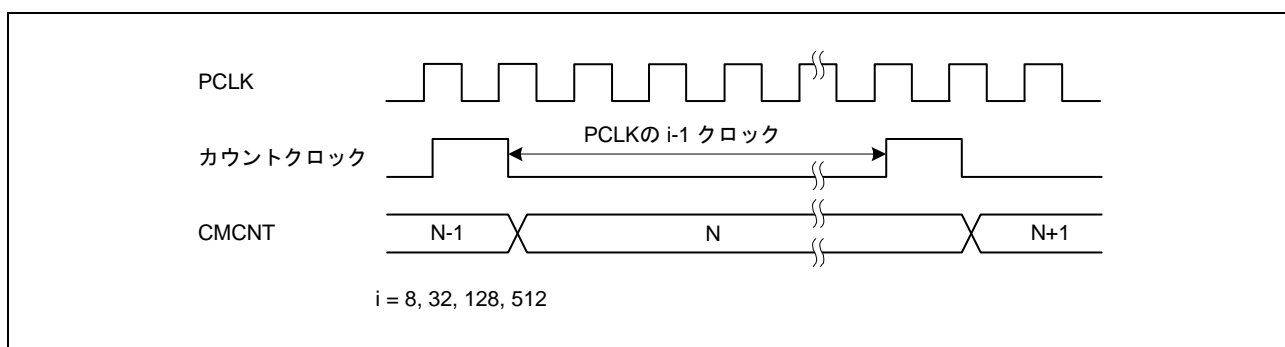 PCLK
PCLKの i-1 クロック
カウントクロック
CMCNT
N-1
N
N+1
i = 8, 32, 128, 512